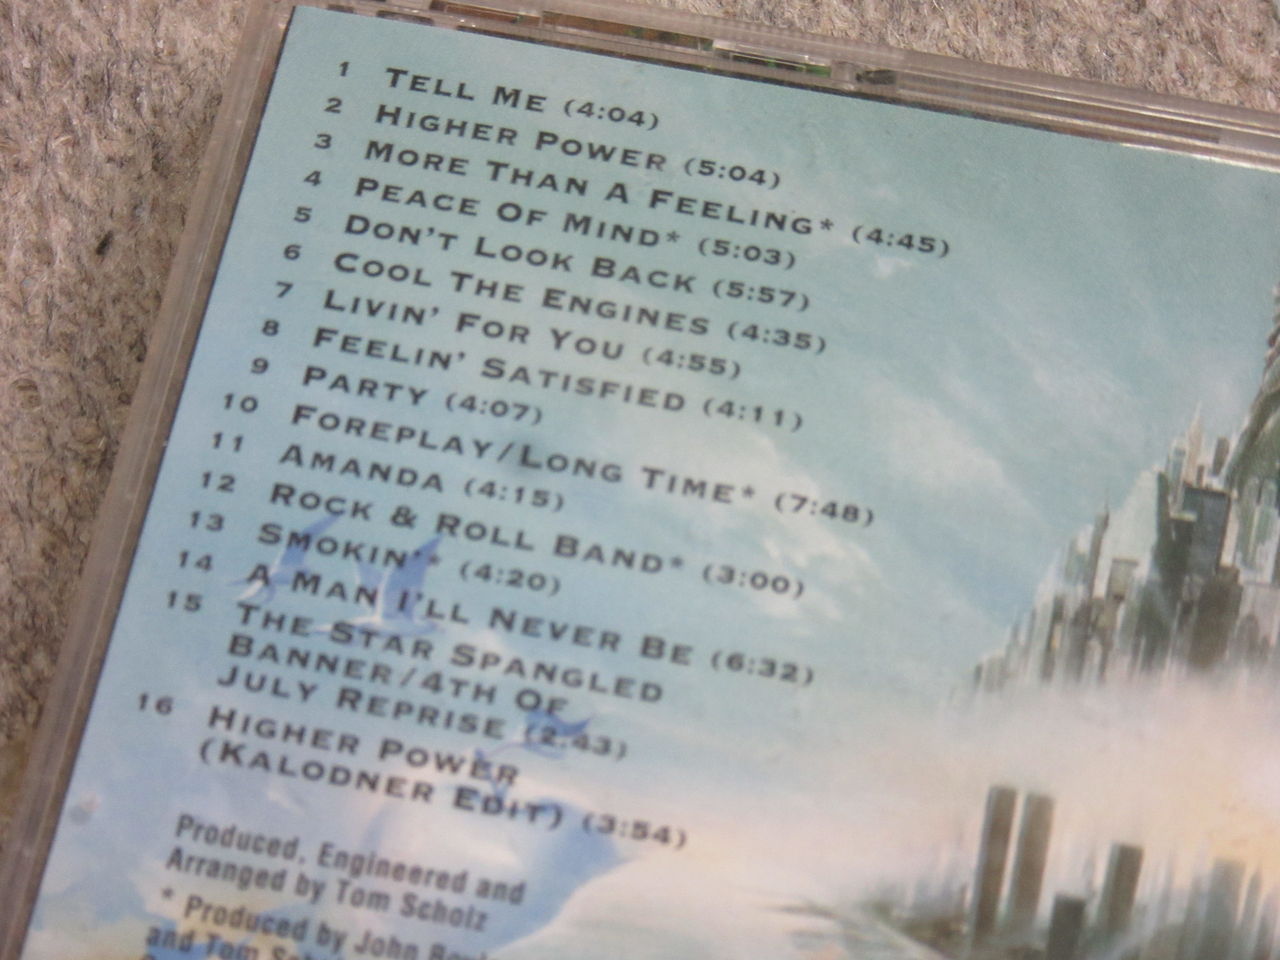 1 TELL ME (4:04)
2 HIGHER POWER (5:04)
3 MORE THAN A FEELING* (4:45)
4 PEACE OF MIND* (5:03)
5 DON'T LOOK BACK (5:57)
6 COOL THE ENGINES (4:35)
7 LIVIN' FOR YOU (4:55)
8 FEELIN' SATISFIED (4:11)
9 PARTY (4:07)
10 FOREPLAY/LONG TIME* (7:48)
11 AMANDA (4:15)
12 ROCK & ROLL BAND* (3:00)
13 SMOKIN'* (4:20)
14 A MAN I'LL NEVER BE (6:32)
15 THE STAR SPANGLED
BANNER/4TH OF
JULY REPRISE (2:43)
16 HIGHER POWER
(KALODNER EDIT) (3:54)
Produced, Engineered and
Arranged by Tom Scholz
* Produced by John
and Tom